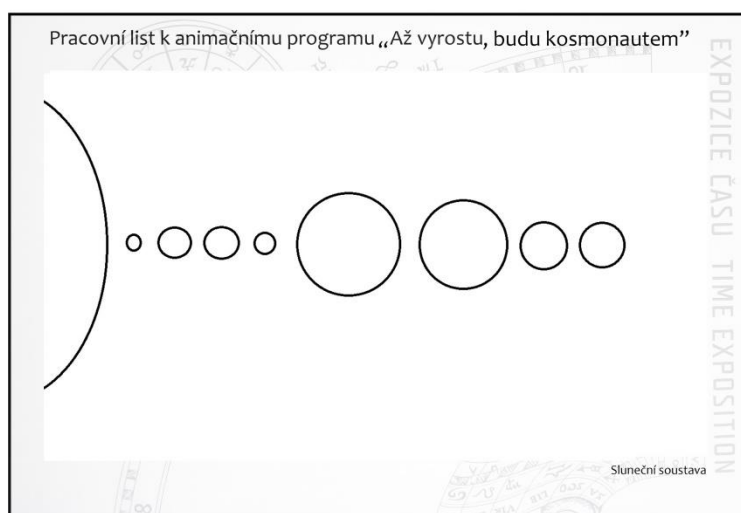 Pracovní list k animačnímu programu „Až vyrostu, budu kosmonautem”
EXPOZICE ČASU TIME EXPOSITION
Sluneční soustava